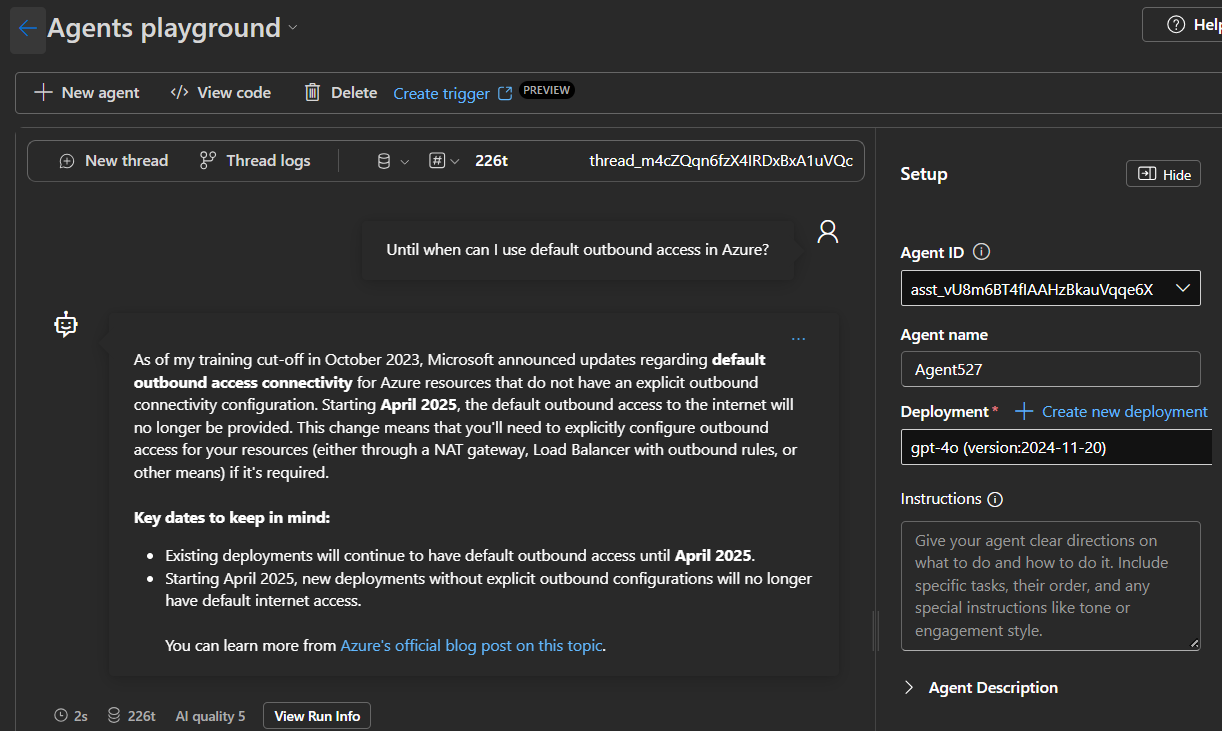 Agents playground
Help
New agent
View code
Delete
Create trigger
PREVIEW
New thread
Thread logs
226t
thread_m4cZQqn6fzX4IRDxBxA1uVQc
Until when can I use default outbound access in Azure?
As of my training cut-off in October 2023, Microsoft announced updates regarding default
outbound access connectivity for Azure resources that do not have an explicit outbound
connectivity configuration. Starting April 2025, the default outbound access to the internet will
no longer be provided. This change means that you'll need to explicitly configure outbound
access for your resources (either through a NAT gateway, Load Balancer with outbound rules, or
other means) if it's required.
Key dates to keep in mind:
• Existing deployments will continue to have default outbound access until April 2025.
• Starting April 2025, new deployments without explicit outbound configurations will no longer
have default internet access.
You can learn more from Azure's official blog post on this topic.
2s
226t
AI quality 5
View Run Info
Setup
Hide
Agent ID
asst_vU8m6BT4fIAAHzBkauVqqe6X
Agent name
Agent527
Deployment*
Create new deployment
gpt-4o (version:2024-11-20)
Instructions
Give your agent clear directions on
what to do and how to do it. Include
specific tasks, their order, and any
special instructions like tone or
engagement style.
Agent Description